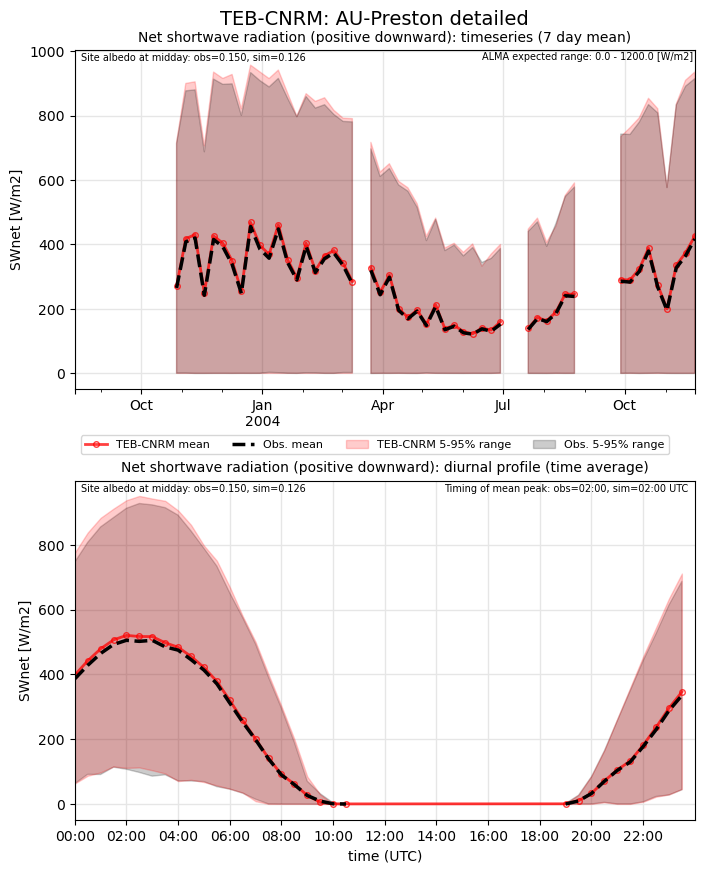 TEB-CNRM: AU-Preston detailed
Net shortwave radiation (positive downward): timeseries (7 day mean)
Site albedo at midday: obs=0.150, sim=0.126
ALMA expected range: 0.0 - 1200.0 [W/m2]
1000
800
600
400
200
0
SWnet [W/m2]
Oct
Jan
2004
Apr
Jul
Oct
TEB-CNRM mean
Obs. mean
TEB-CNRM 5-95% range
Obs. 5-95% range
Net shortwave radiation (positive downward): diurnal profile (time average)
Site albedo at midday: obs=0.150, sim=0.126
Timing of mean peak: obs=02:00, sim=02:00 UTC
800
600
400
200
0
SWnet [W/m2]
00:00
02:00
04:00
06:00
08:00
10:00
12:00
14:00
16:00
18:00
20:00
22:00
time (UTC)